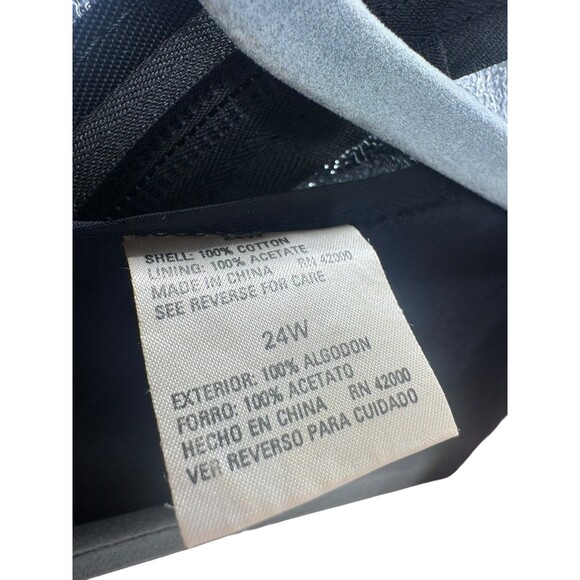 SHELL: 100% COTTON
LINING: 100% ACETATE
MADE IN CHINA RN 42000
SEE REVERSE FOR CARE
24W
EXTERIOR: 100% ALGODON
FORRO: 100% ACETATO
HECHO EN CHINA RN 42000
VER REVERSO PARA CUIDADO